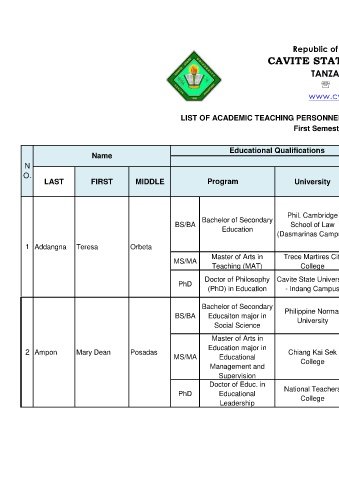 Republic of
CAVITE STAT
TANZA
☏
www.cv
LIST OF ACADEMIC TEACHING PERSONNE
First Semest
N
O.
Name
Educational Qualifications
LAST FIRST MIDDLE Program University
1 Addangna Teresa Orbeta
BS/BA Bachelor of Secondary
Education
Phil. Cambridge
School of Law
(Dasmarinas Camp
MS/MA Master of Arts in
Teaching (MAT)
Trece Martires Cit
College
PhD Doctor of Philosophy
(PhD) in Education
Cavite State Univers
- Indang Campus
2 Ampon Mary Dean Posadas
BS/BA Bachelor of Secondary
Educaiton major in
Social Science
Philippine Norma
University
MS/MA Master of Arts in
Education major in
Educational
Management and
Supervision
Chiang Kai Sek
College
PhD Doctor of Educ. in
Educational
Leadership
National Teachers
College